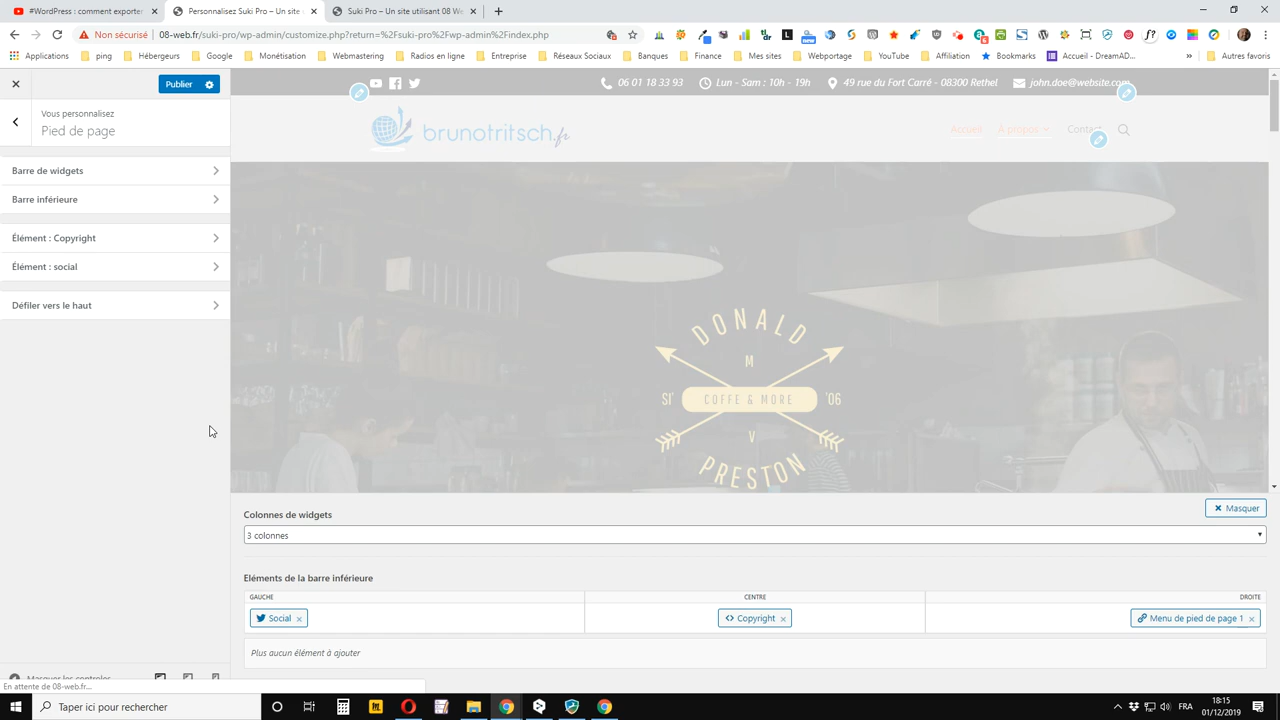 #WordPress : comment exporter
Personnalisez Suki Pro – Un site
Suki Pro – Un site utilisant 08 We
Non sécurisé
08-web.fr/suki-pro/wp-admin/customize.php?return=%2Fsuki-pro%2Fwp-admin%2Findex.php
Applications
ping
Hébergeurs
Google
Monétisation
Webmastering
Radios en ligne
Entreprise
Réseaux Sociaux
Banques
Finance
Mes sites
Webportage
YouTube
Affiliation
Bookmarks
Accueil - DreamAD...
»
Autres favoris
Publier
Vous personnalisez
Pied de page
Barre de widgets
Barre inférieure
Élément : Copyright
Élément : social
Défiler vers le haut
06 01 18 33 93
Lun - Sam : 10h - 19h
49 rue du Fort Carré - 08300 Rethel
john.doe@website.com
brunotritsch.fr
Accueil
À propos
Contact
DONALD
M
SI'
COFFE & MORE
'06
V
PRESTON
Colonnes de widgets
Masquer
3 colonnes
Eléments de la barre inférieure
GAUCHE
CENTRE
DROITE
Social
Copyright
Menu de pied de page 1
Plus aucun élément à ajouter
Masquer les contrôles
En attente de 08-web.fr...
Taper ici pour rechercher
FRA
18:15
01/12/2019